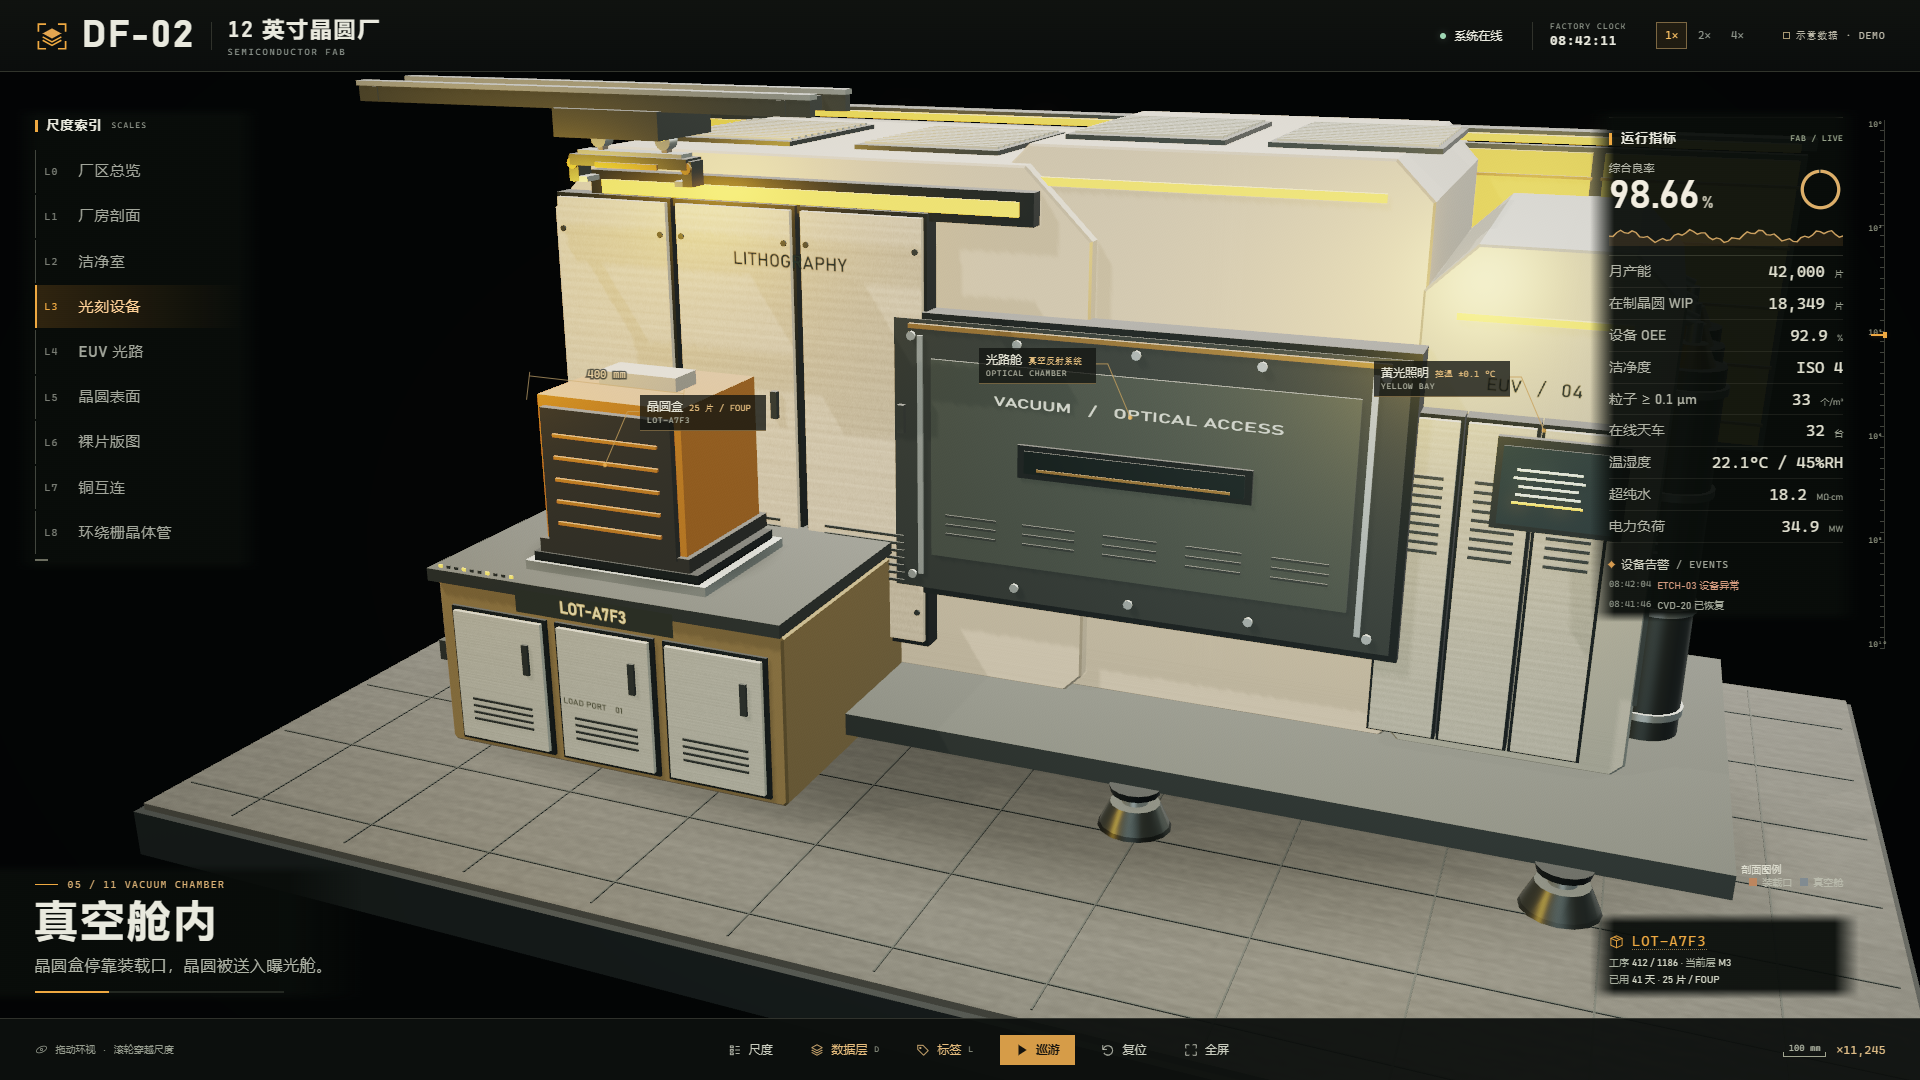 DF-02
12 英寸晶圆厂
SEMICONDUCTOR FAB
系统在线
FACTORY CLOCK
08:42:11
1× 2× 4×
示意数据 · DEMO
尺度索引 SCALES
L0 厂区总览
L1 厂房剖面
L2 洁净室
L3 光刻设备
L4 EUV 光路
L5 晶圆表面
L6 裸片版图
L7 铜互连
L8 环绕栅晶体管
LITHOGRAPHY
400 mm
晶圆盒 25 片 / FOUP
LOT-A7F3
光路舱 真空反射系统
OPTICAL CHAMBER
VACUUM / OPTICAL ACCESS
黄光照明 控温 ±0.1 °C
YELLOW BAY
EUV / 04
LOT-A7F3
LOAD PORT 01
运行指标 FAB / LIVE
综合良率
98.66%
月产能 42,000 片
在制晶圆 WIP 18,349 片
设备 OEE 92.9 %
洁净度 ISO 4
粒子 ≥ 0.1 μm 33 个/m³
在线天车 32 台
温湿度 22.1°C / 45%RH
超纯水 18.2 MΩ·cm
电力负荷 34.9 MW
设备告警 / EVENTS
08:42:04 ETCH-03 设备异常
08:41:46 CVD-20 已恢复
剖面图例
装载口 真空舱
LOT-A7F3
工序 412 / 1186 · 当前层 M3
已用 41 天 · 25 片 / FOUP
05 / 11 VACUUM CHAMBER
真空舱内
晶圆盒停靠装载口，晶圆被送入曝光舱。
拖动环视 · 滚轮穿越尺度
尺度
数据层 D
标签 L
巡游
复位
全屏
100 mm ×11,245